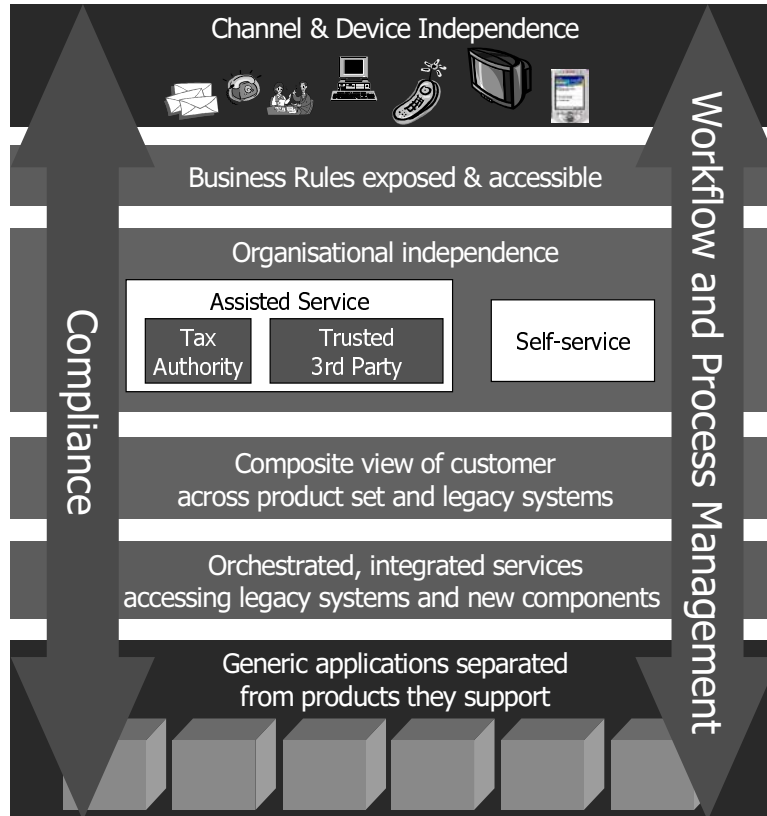 Channel & Device Independence
Business Rules exposed & accessible
Organisational independence
Assisted Service
Tax
Authority
Trusted
3rd Party
Self-service
Composite view of customer
across product set and legacy systems
Orchestrated, integrated services
accessing legacy systems and new components
Generic applications separated
from products they support
Compliance
Workflow and Process Management